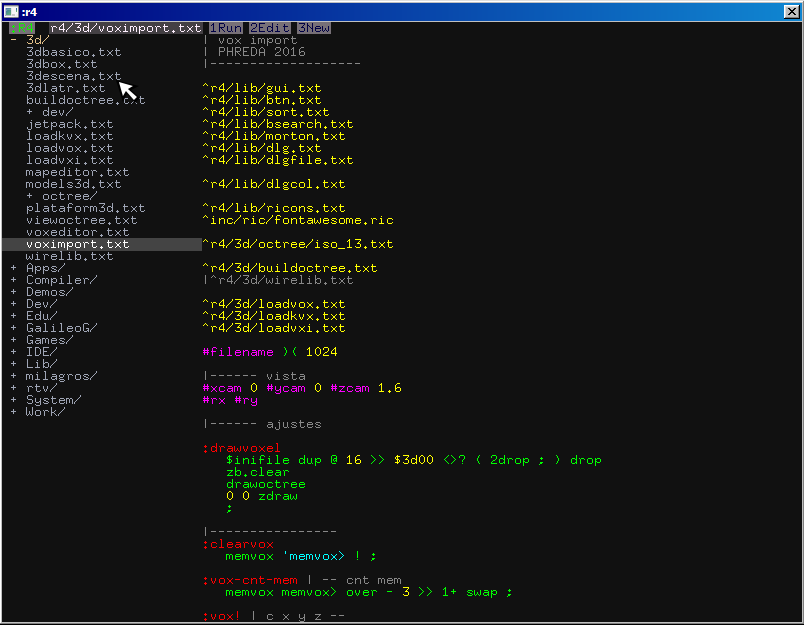 :r4
:R4 r4/3d/voximport.txt 1Run 2Edit 3New
- 3d/
3dbasico.txt
3dbox.txt
3descena.txt
3dlatr.txt
buildoctree.txt
+ dev/
jetpack.txt
loadkvx.txt
loadvox.txt
loadvxi.txt
mapeditor.txt
models3d.txt
+ octree/
plataform3d.txt
viewoctree.txt
voxeditor.txt
voximport.txt
wirelib.txt
+ Apps/
+ Compiler/
+ Demos/
+ Dev/
+ Edu/
+ GalileoG/
+ Games/
+ IDE/
+ Lib/
+ milagros/
+ rtv/
+ System/
+ Work/
| vox import
| PHREDA 2016
|-------------------
^r4/lib/gui.txt
^r4/lib/btn.txt
^r4/lib/sort.txt
^r4/lib/bsearch.txt
^r4/lib/morton.txt
^r4/lib/dlg.txt
^r4/lib/dlgfile.txt
^r4/lib/dlgcol.txt
^r4/lib/ricons.txt
^inc/ric/fontawesome.ric
^r4/3d/octree/iso_13.txt
^r4/3d/buildoctree.txt
|^r4/3d/wirelib.txt
^r4/3d/loadvox.txt
^r4/3d/loadkvx.txt
^r4/3d/loadvxi.txt
#filename )( 1024
|------ vista
#xcam 0 #ycam 0 #zcam 1.6
#rx #ry
|------ ajustes
:drawvoxel
$inifile dup @ 16 >> $3d00 <>? ( 2drop ; ) drop
zb.clear
drawoctree
0 0 zdraw
;
|----------------
:clearvox
memvox 'memvox> ! ;
:vox-cnt-mem | -- cnt mem
memvox memvox> over - 3 >> 1+ swap ;
:vox! | c x y z --